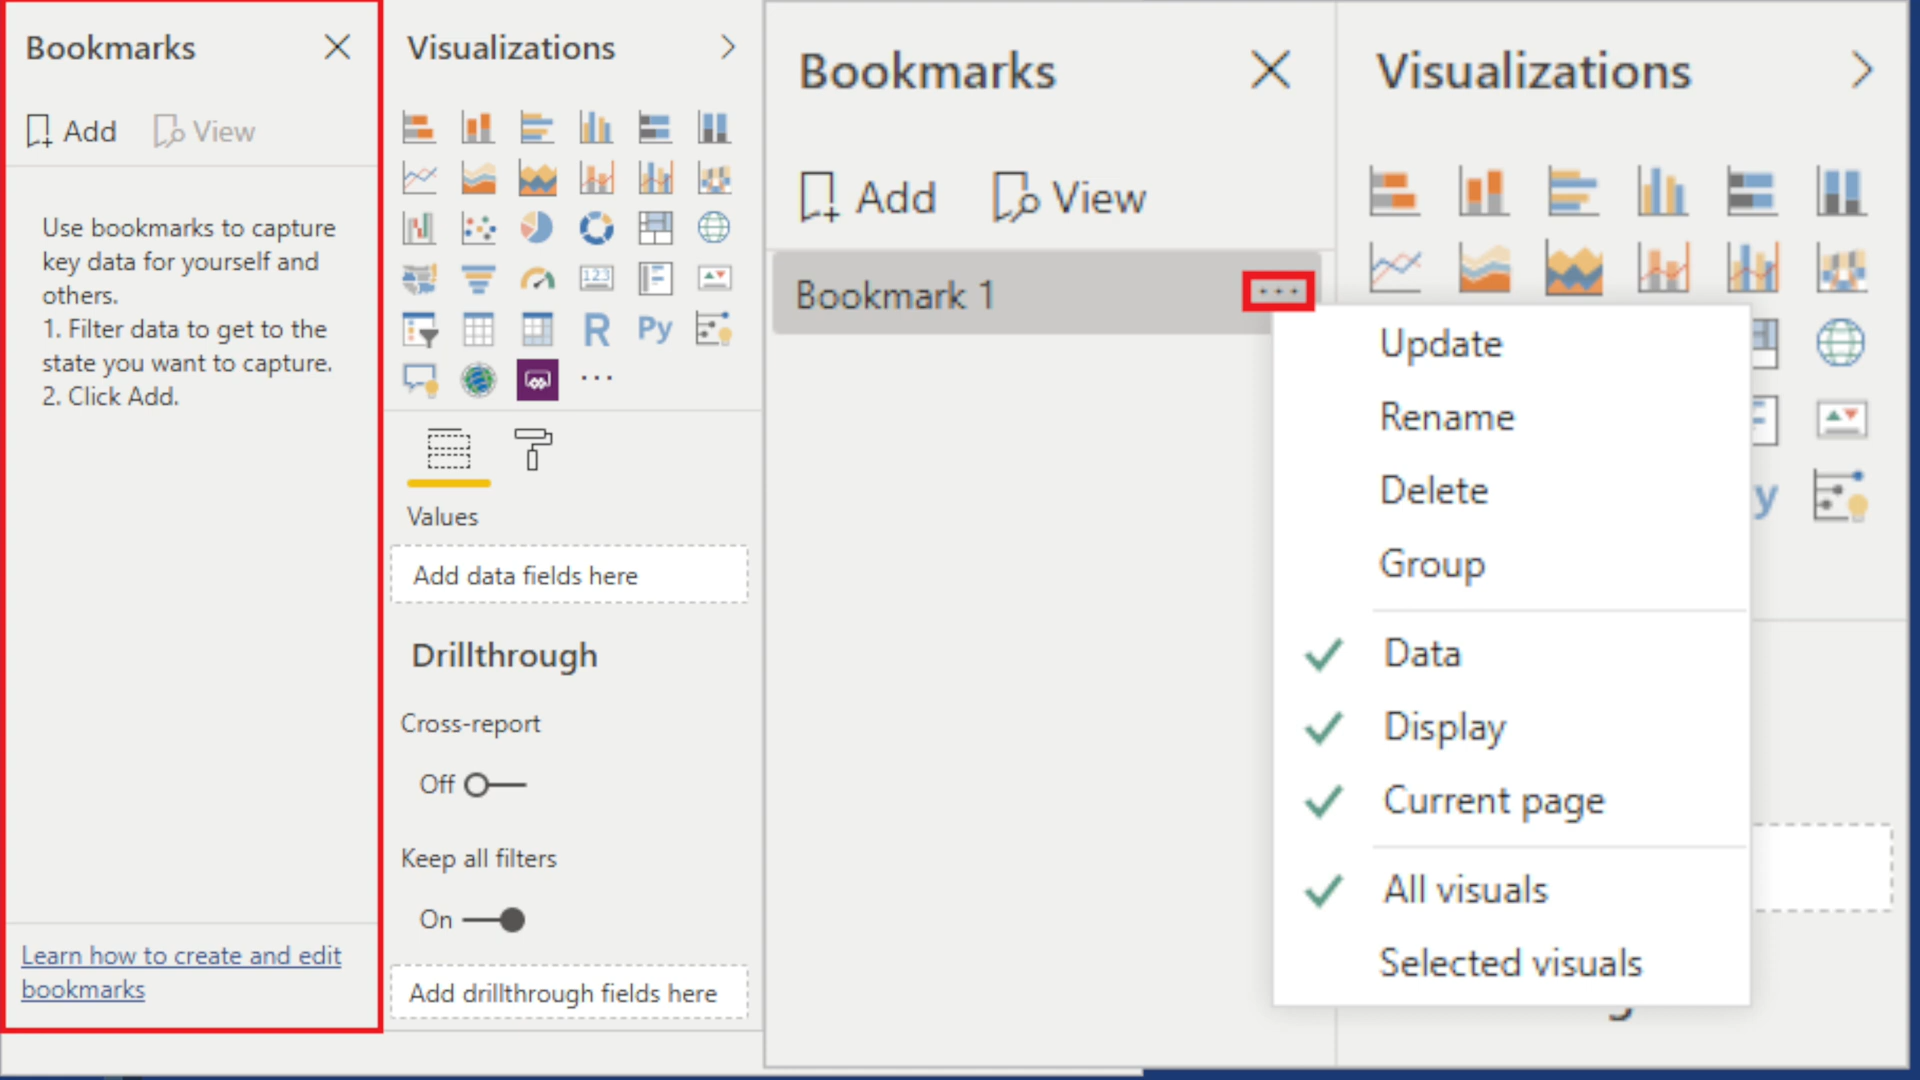 Bookmarks
Add View
Use bookmarks to capture
key data for yourself and
others.
1. Filter data to get to the
state you want to capture.
2. Click Add.
Learn how to create and edit
bookmarks
Visualizations
123
R Py
Values
Add data fields here
Drillthrough
Cross-report
Off
Keep all filters
On
Add drillthrough fields here
Bookmarks
Add View
Bookmark 1
Update
Rename
Delete
Group
Data
Display
Current page
All visuals
Selected visuals
Visualizations
y